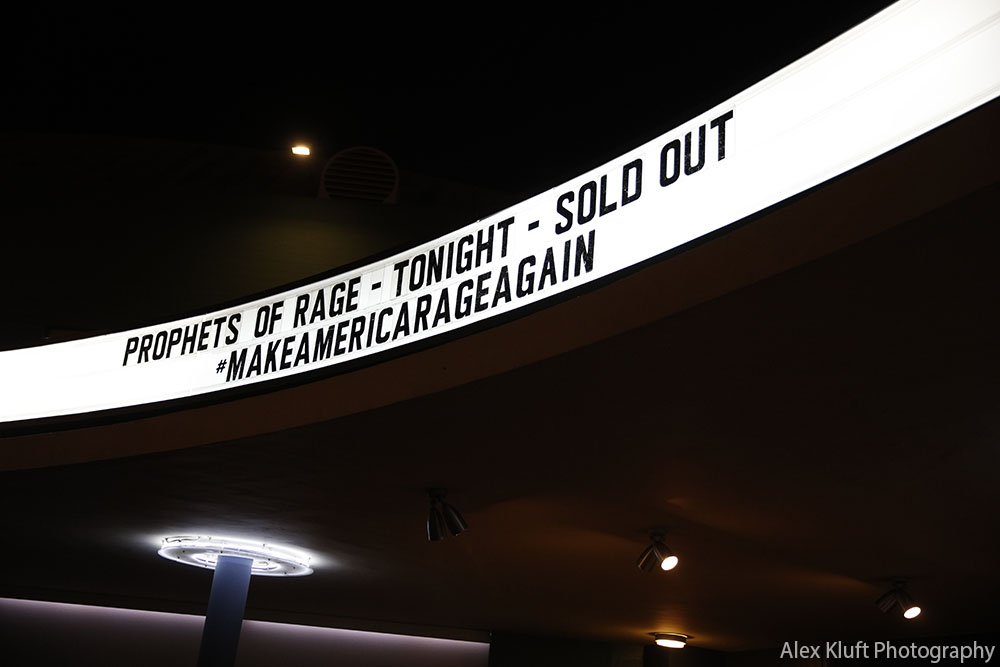 PROPHETS OF RAGE - TONIGHT - SOLD OUT
#MAKEAMERICARAGEAGAIN
Alex Kluft Photography